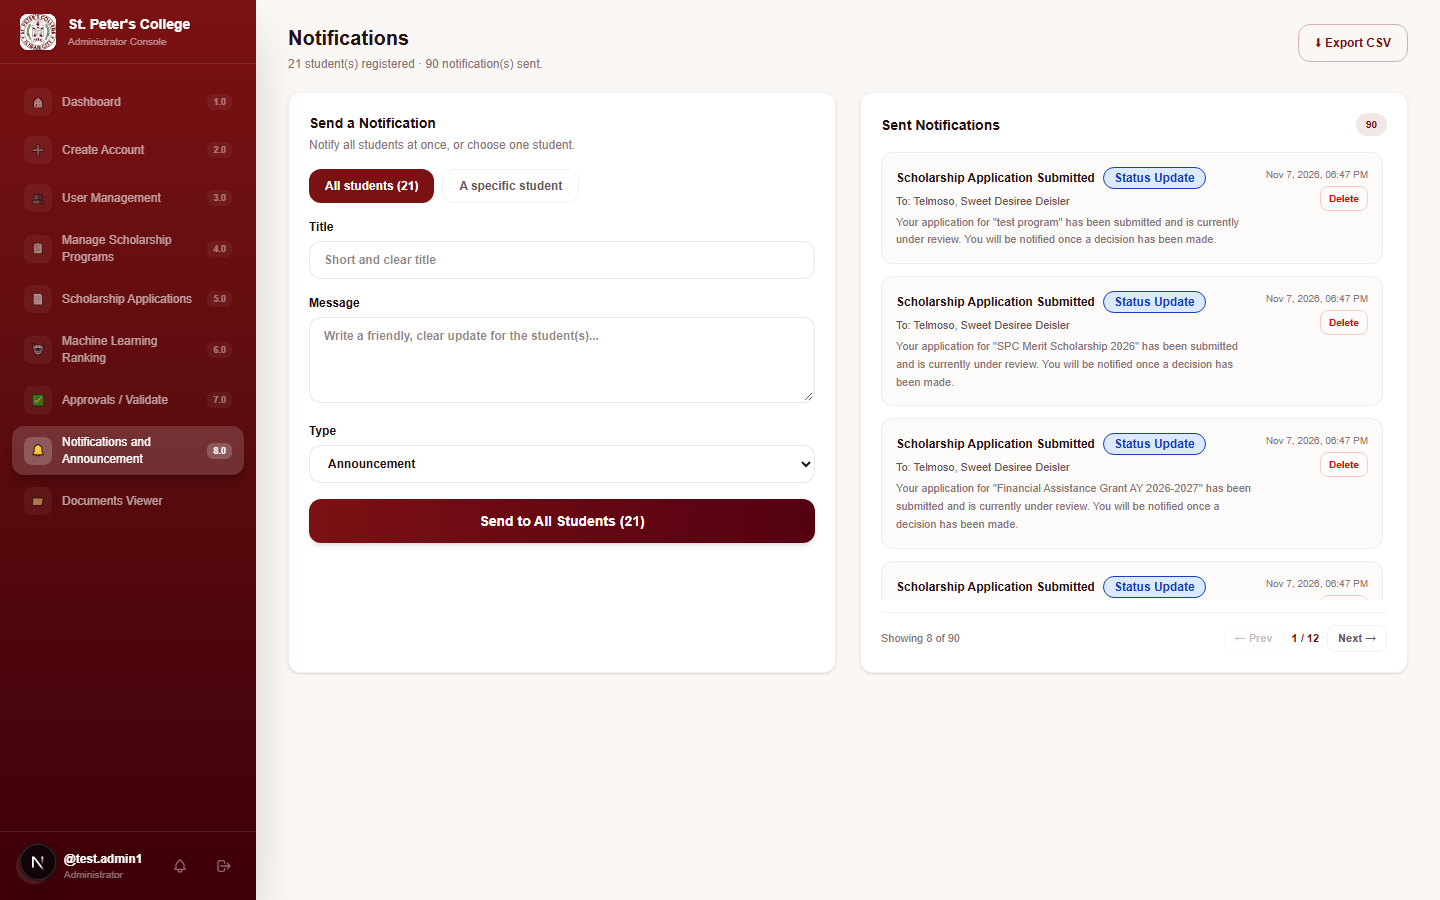 St. Peter's College
Administrator Console
Dashboard 1.0
Create Account 2.0
User Management 3.0
Manage Scholarship
Programs 4.0
Scholarship Applications 5.0
Machine Learning
Ranking 6.0
Approvals / Validate 7.0
Notifications and
Announcement 8.0
Documents Viewer
N
@test.admin1
Administrator
Notifications
21 student(s) registered · 90 notification(s) sent.
⬇ Export CSV
Send a Notification
Notify all students at once, or choose one student.
All students (21) A specific student
Title
Short and clear title
Message
Write a friendly, clear update for the student(s)...
Type
Announcement
Send to All Students (21)
Sent Notifications 90
Scholarship Application Submitted Status Update Nov 7, 2026, 06:47 PM
To: Telmoso, Sweet Desiree Deisler Delete
Your application for "test program" has been submitted and is currently
under review. You will be notified once a decision has been made.
Scholarship Application Submitted Status Update Nov 7, 2026, 06:47 PM
To: Telmoso, Sweet Desiree Deisler Delete
Your application for "SPC Merit Scholarship 2026" has been submitted
and is currently under review. You will be notified once a decision has
been made.
Scholarship Application Submitted Status Update Nov 7, 2026, 06:47 PM
To: Telmoso, Sweet Desiree Deisler Delete
Your application for "Financial Assistance Grant AY 2026-2027" has been
submitted and is currently under review. You will be notified once a
decision has been made.
Scholarship Application Submitted Status Update Nov 7, 2026, 06:47 PM
Showing 8 of 90 ← Prev 1 / 12 Next →